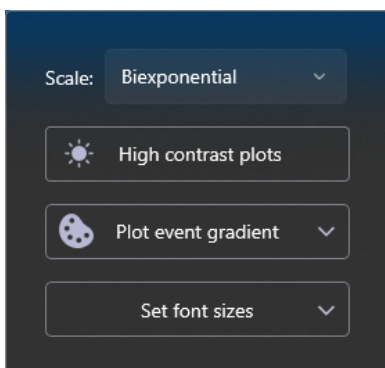 Scale: Biexponential
High contrast plots
Plot event gradient
Set font sizes